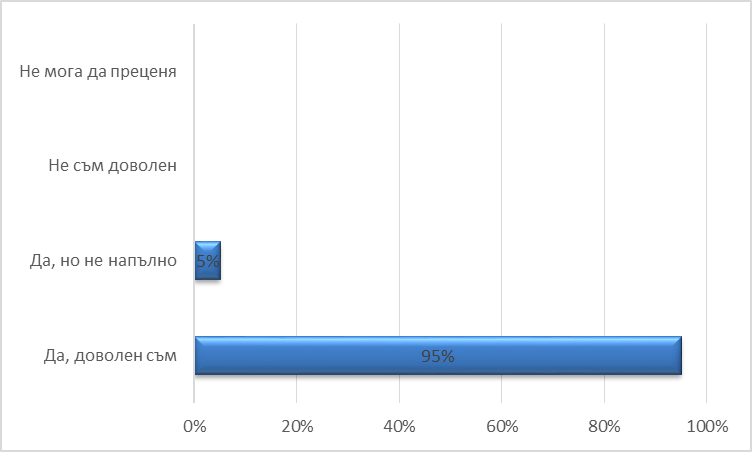 Не мога да преценя
Не съм доволен
Да, но не напълно
5%
Да, доволен съм
95%
0%
20%
40%
60%
80%
100%